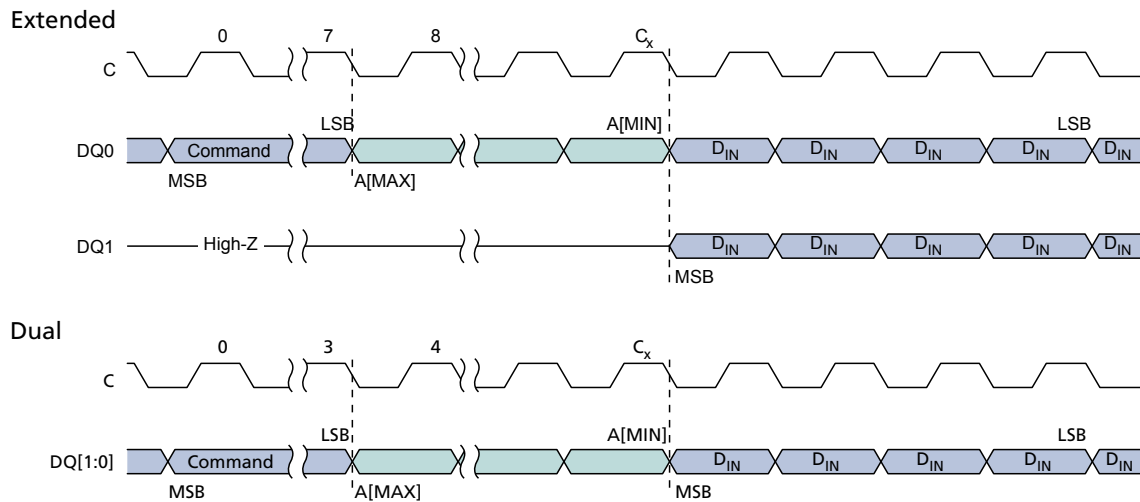 Extended
0 7 8 Cx
C
LSB A[MIN] LSB
DQ0 Command DIN DIN DIN DIN DIN
MSB A[MAX]
DQ1 High-Z DIN DIN DIN DIN DIN
MSB
Dual
0 3 4 Cx
C
LSB A[MIN] LSB
DQ[1:0] Command DIN DIN DIN DIN DIN
MSB A[MAX] MSB